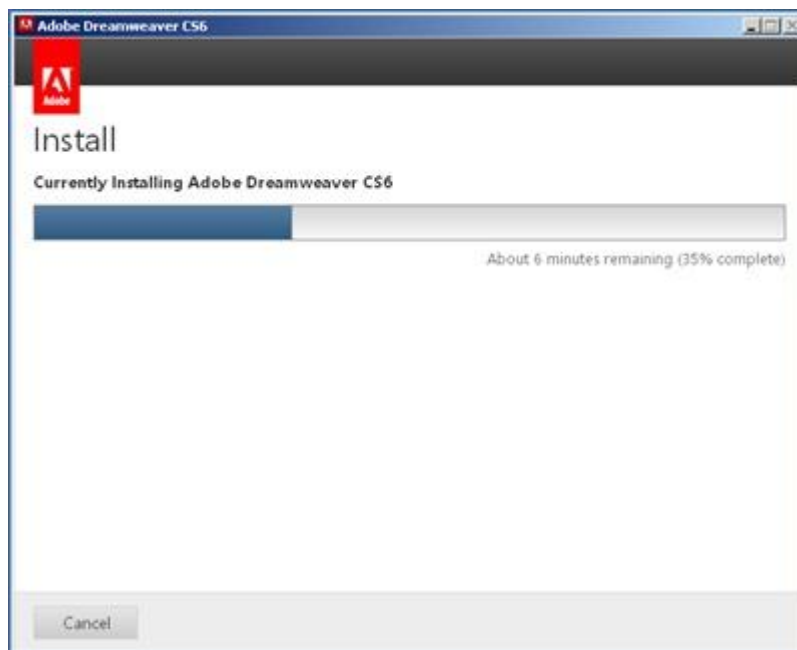 Adobe Dreamweaver CS6
Adobe
Install
Currently Installing Adobe Dreamweaver CS6
About 6 minutes remaining (35% complete)
Cancel